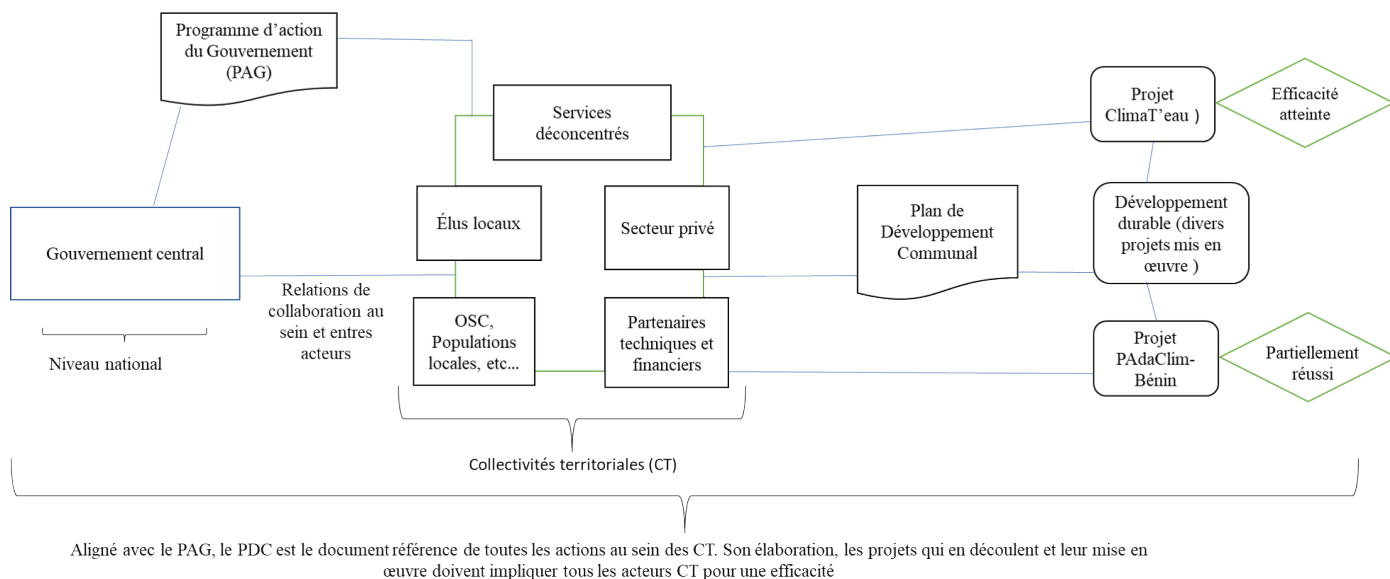 Programme d'action
du Gouvernement
(PAG)
Services
déconcentrés
Projet
ClimaT'eau )
Efficacité
atteinte
Gouvernement central
Élus locaux
Secteur privé
Plan de
Développement
Communal
Développement
durable (divers
projets mis en
œuvre )
Relations de
collaboration au
sein et entres
acteurs
Niveau national
OSC,
Populations
locales, etc...
Partenaires
techniques et
financiers
Projet
PAdaClim-
Bénin
Partiellement
réussi
Collectivités territoriales (CT)
Aligné avec le PAG, le PDC est le document référence de toutes les actions au sein des CT. Son élaboration, les projets qui en découlent et leur mise en
œuvre doivent impliquer tous les acteurs CT pour une efficacité